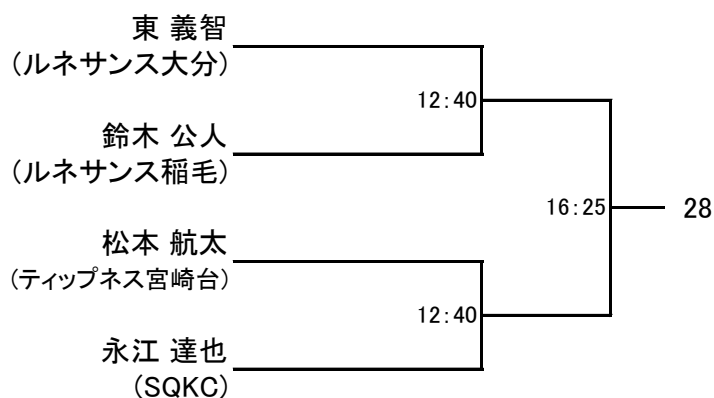 東 義智
(ルネサンス大分)
12:40
鈴木 公人
(ルネサンス稲毛)
16:25
28
松本 航太
(ティップネス宮崎台)
12:40
永江 達也
(SQKC)